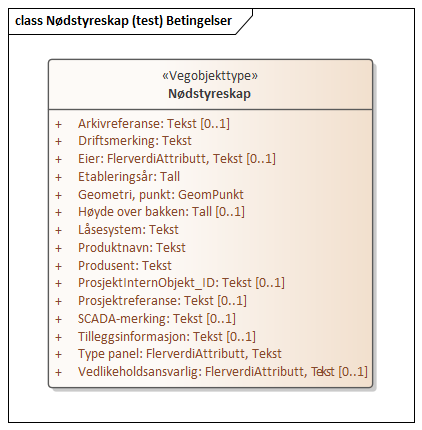 class Nødstyreskap (test) Betingelser
«Vegobjekttype»
Nødstyreskap
+ Arkivreferanse: Tekst [0..1]
+ Driftsmerking: Tekst
+ Eier: FlerverdiAttributt, Tekst [0..1]
+ Etableringsår: Tall
+ Geometri, punkt: GeomPunkt
+ Høyde over bakken: Tall [0..1]
+ Låsesystem: Tekst
+ Produktnavn: Tekst
+ Produsent: Tekst
+ ProsjektInternObjekt_ID: Tekst [0..1]
+ Prosjektreferanse: Tekst [0..1]
+ SCADA-merking: Tekst [0..1]
+ Tilleggsinformasjon: Tekst [0..1]
+ Type panel: FlerverdiAttributt, Tekst
+ Vedlikeholdsansvarlig: FlerverdiAttributt, Tekst [0..1]